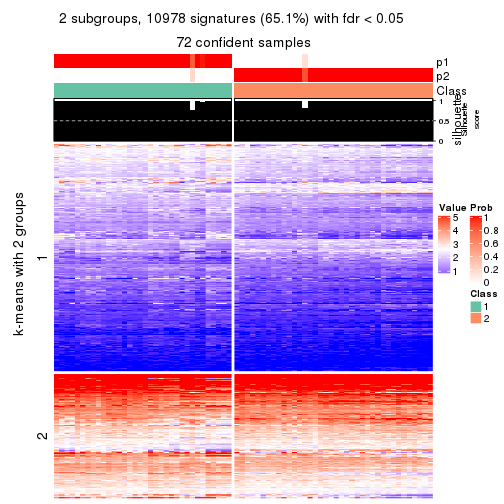 2 subgroups, 10978 signatures (65.1%) with fdr < 0.05
72 confident samples
p1
p2
Class
1
0.5
0
silhouette
Silhouette
score
k-means with 2 groups
1
2
Value
5
4
3
2
1
Prob
1
0.8
0.6
0.4
0.2
0
Class
1
2